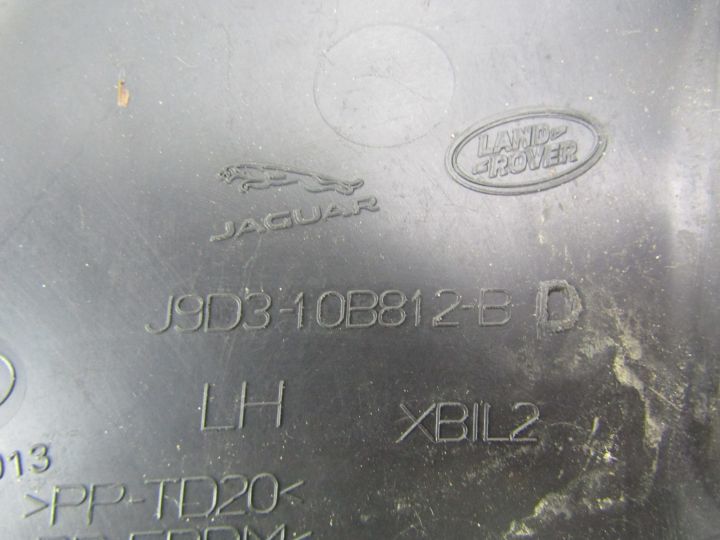 LAND
ROVER
JAGUAR
J9D3-10B812-B D
LH
XBIL2
013
>PP-TD20<